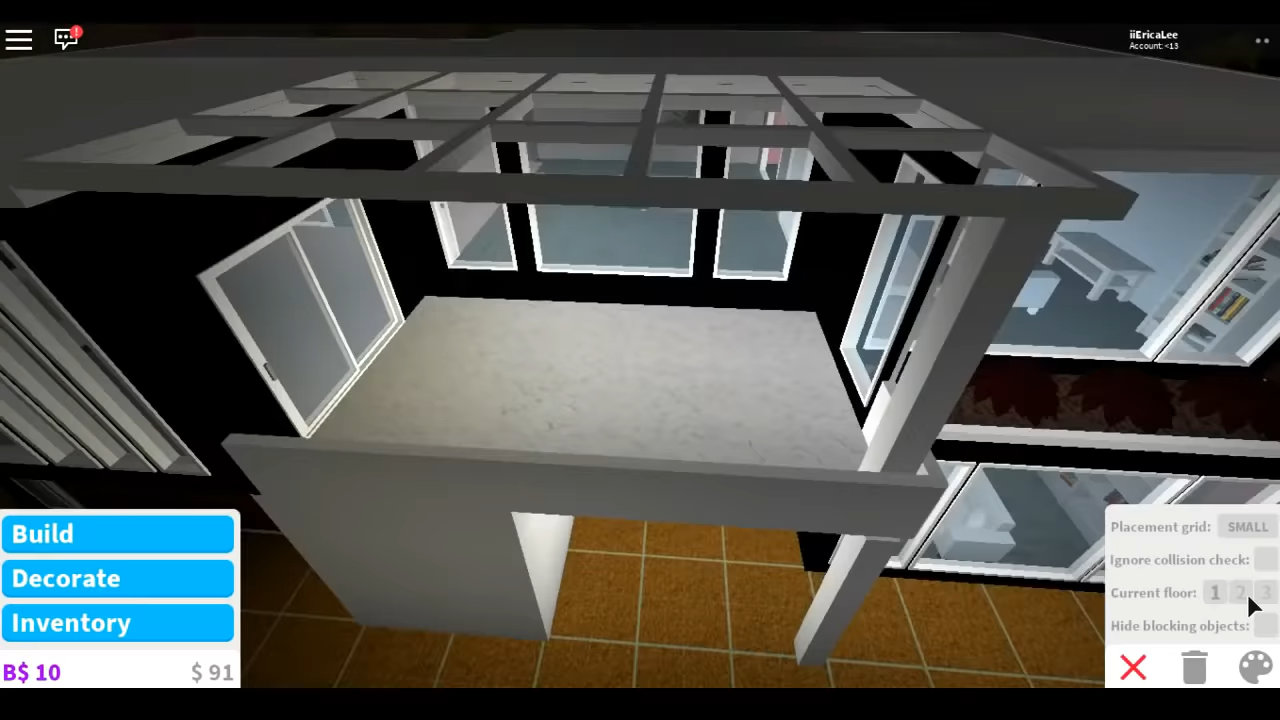 iiEricaLee
Account: <13
Build
Decorate
Inventory
B$ 10
$ 91
Placement grid: SMALL
Ignore collision check:
Current floor: 1 2 3
Hide blocking objects: